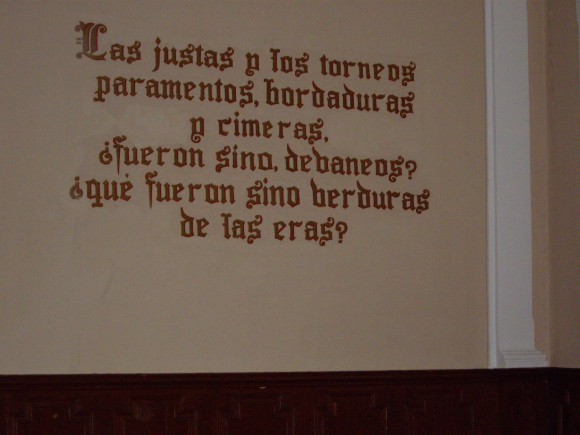 Las justas y los torneos
paramentos, bordaduras
y cimeras,
¿fueron sino, devaneos?
¿qué fueron sino verduras
de las eras?